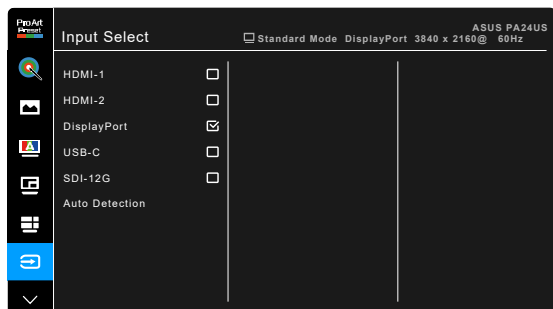 ProArt
Preset
Input Select
ASUS PA24US
Standard Mode DisplayPort 3840 x 2160@ 60Hz
HDMI-1
HDMI-2
DisplayPort
USB-C
SDI-12G
Auto Detection
A